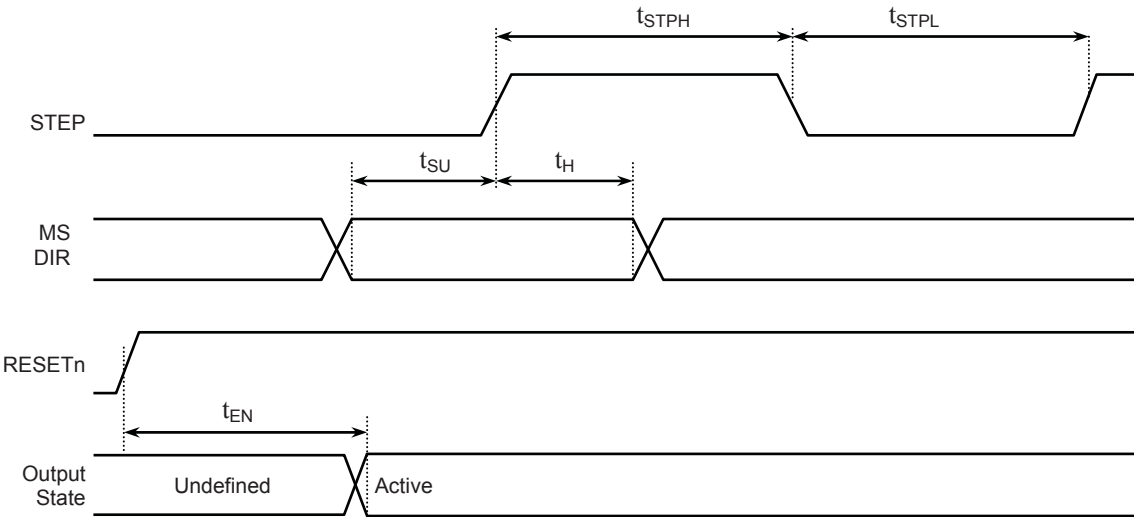 tSTPH
tSTPL
STEP
tSU
tH
MS
DIR
RESETn
tEN
Output
State
Undefined
Active